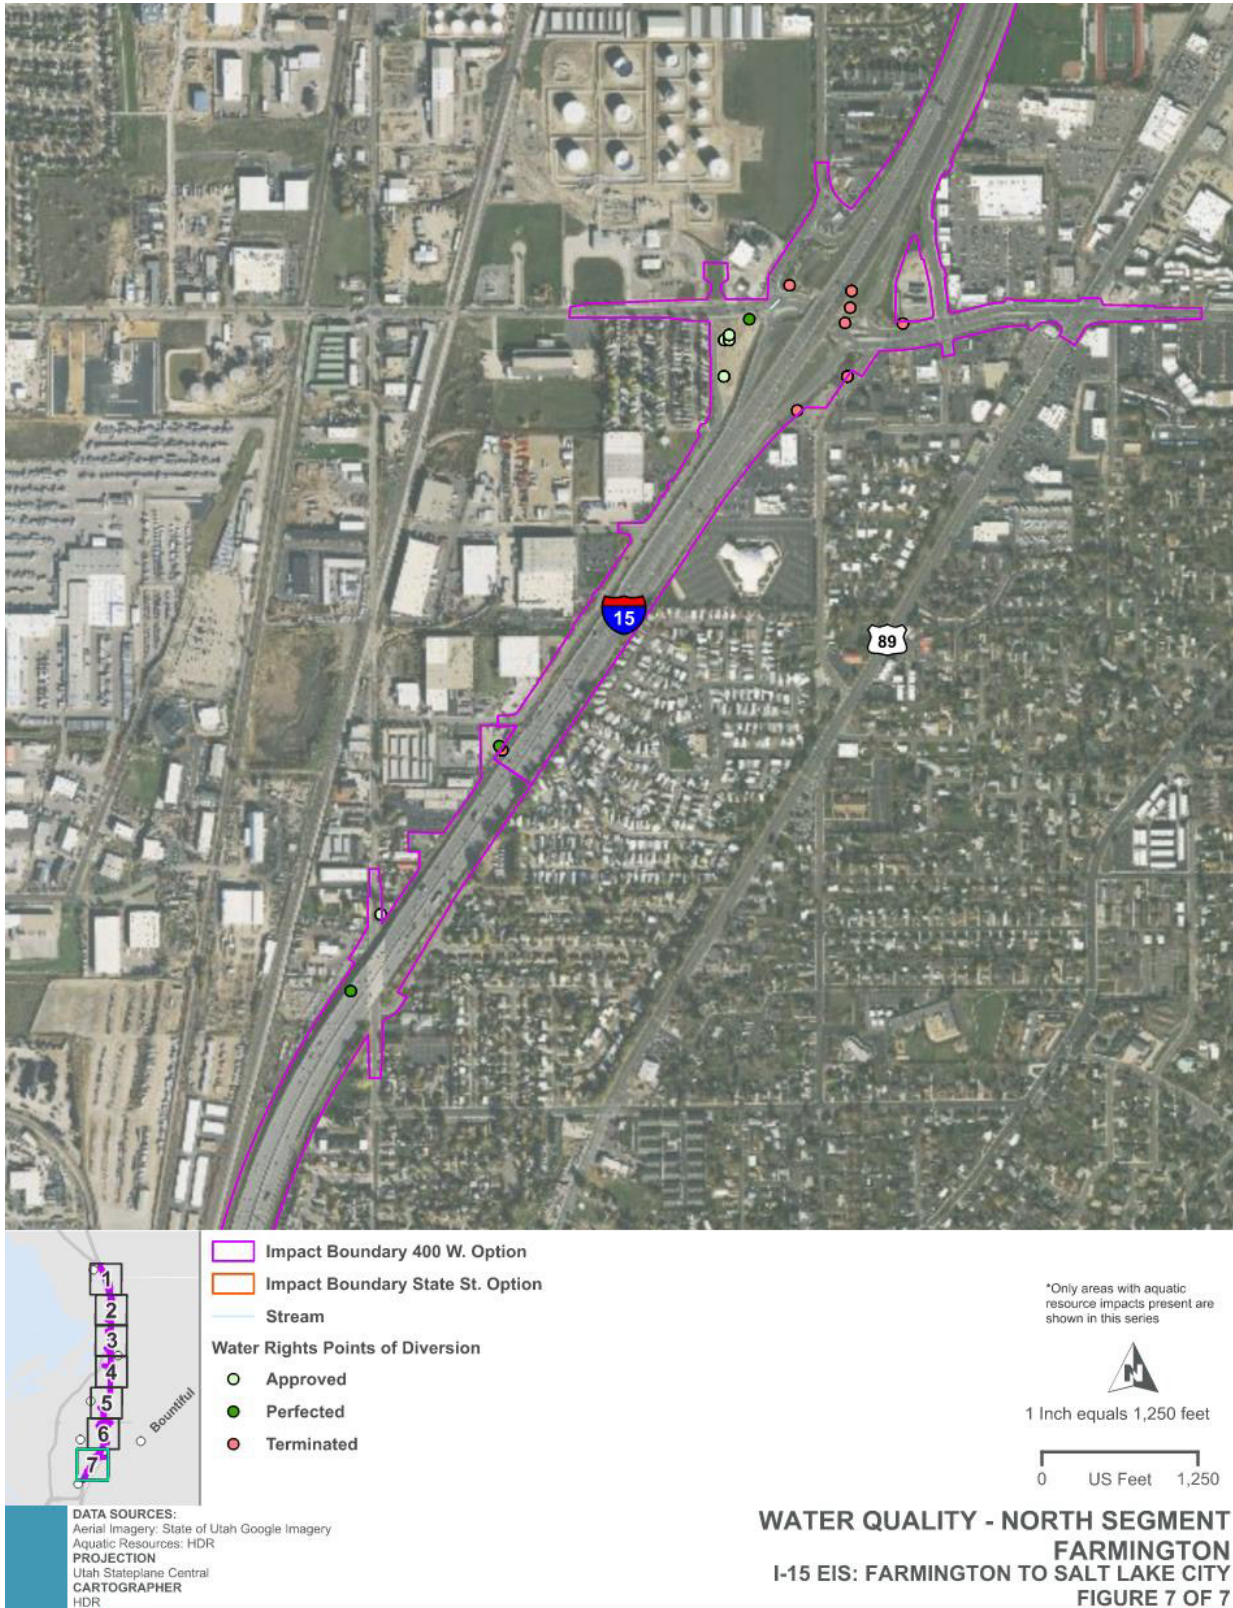 15
89
Impact Boundary 400 W. Option
Impact Boundary State St. Option
Stream
Water Rights Points of Diversion
Approved
Perfected
Terminated
1
2
3
4
5
6
7
Bountiful
*Only areas with aquatic
resource impacts present are
shown in this series
N
1 Inch equals 1,250 feet
0 US Feet 1,250
DATA SOURCES:
Aerial Imagery: State of Utah Google Imagery
Aquatic Resources: HDR
PROJECTION
Utah Stateplane Central
CARTOGRAPHER
HDR
WATER QUALITY - NORTH SEGMENT
FARMINGTON
I-15 EIS: FARMINGTON TO SALT LAKE CITY
FIGURE 7 OF 7